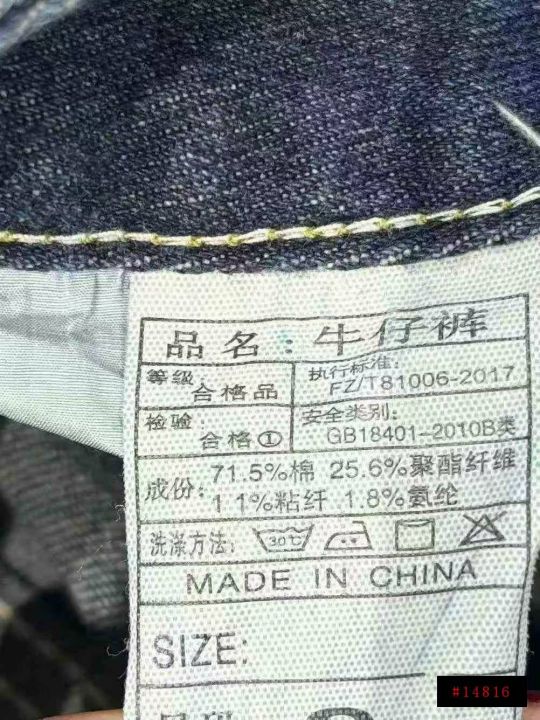 品名:牛仔裤
等级 合格品
执行标准:
FZ/T81006-2017
检验: 合格①
安全类别:
GB18401-2010B类
成份: 71.5%棉 25.6%聚酯纤维
1 1%粘纤 1.8%氨纶
洗涤方法: 30℃
MADE IN CHINA
SIZE:
#14816